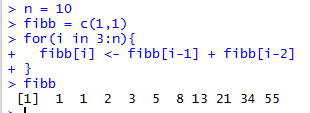 > n = 10
> fibb = c(1,1)
> for(i in 3:n){
+   fibb[i] <- fibb[i-1] + fibb[i-2]
+ }
> fibb
 [1]  1  1  2  3  5  8 13 21 34 55
>